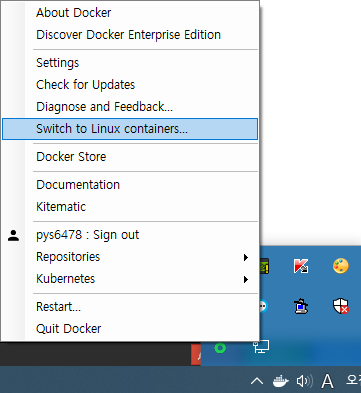 About Docker
Discover Docker Enterprise Edition
Settings
Check for Updates
Diagnose and Feedback...
Switch to Linux containers...
Docker Store
Documentation
Kitematic
pys6478 : Sign out
Repositories
Kubernetes
Restart...
Quit Docker
A 오